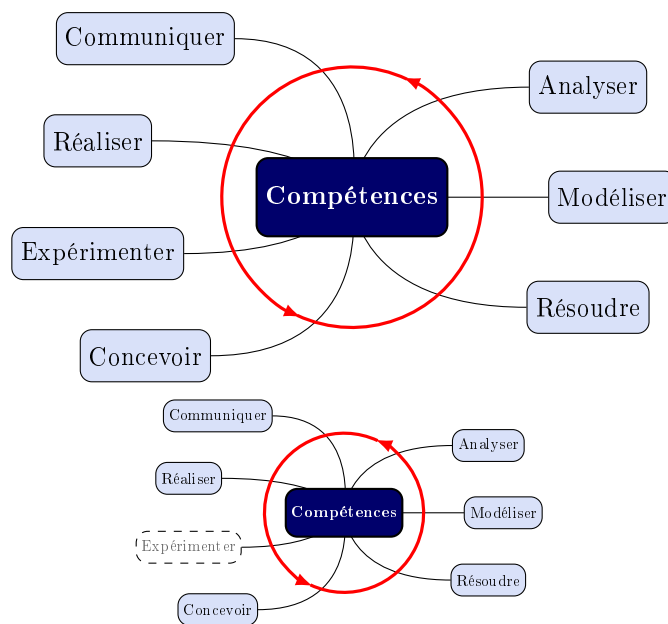 Communiquer
Analyser
Réaliser
Compétences
Modéliser
Expérimenter
Résoudre
Concevoir
Communiquer
Analyser
Réaliser
Compétences
Modéliser
Expérimenter
Résoudre
Concevoir